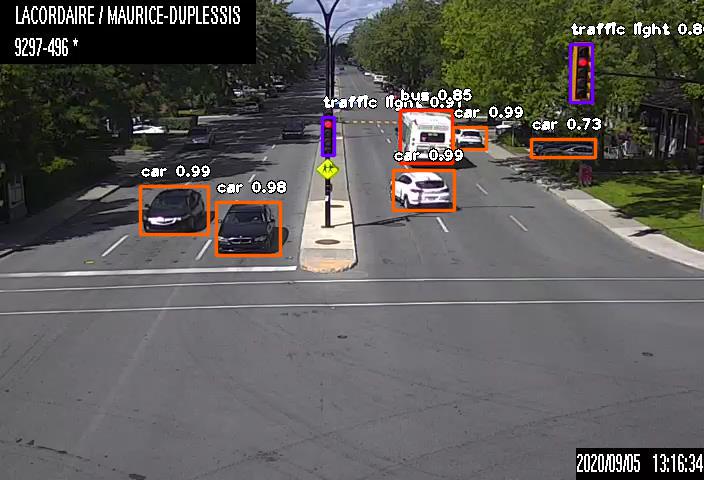 LACORDAIRE / MAURICE-DUPLESSIS
9297-496 *
traffic light 0.8
bus 0.85
traffic light 0.91
car 0.99
car 0.73
car 0.99
car 0.99
car 0.98
2020/09/05 13:16:34